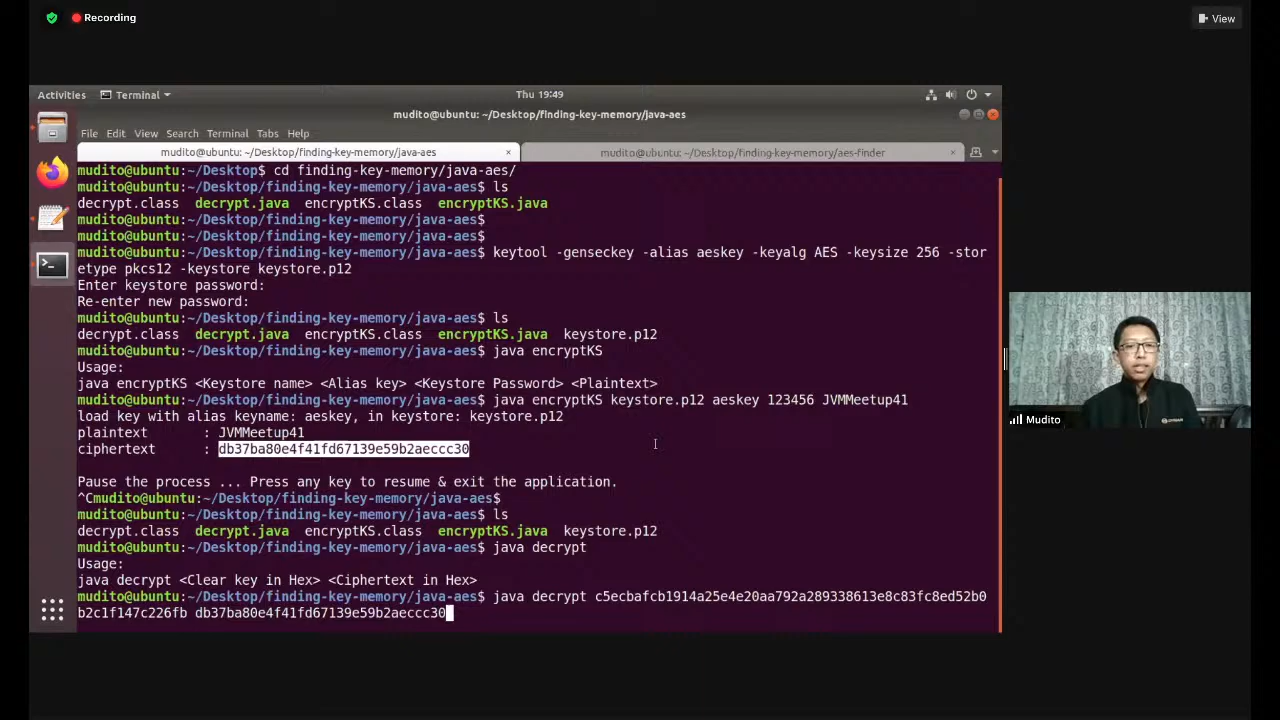 Recording
View
Activities Terminal Thu 19:49
mudito@ubuntu: ~/Desktop/finding-key-memory/java-aes
File Edit View Search Terminal Tabs Help
mudito@ubuntu: ~/Desktop/finding-key-memory/java-aes × mudito@ubuntu: ~/Desktop/finding-key-memory/aes-finder ×
mudito@ubuntu:~/Desktop$ cd finding-key-memory/java-aes/
mudito@ubuntu:~/Desktop/finding-key-memory/java-aes$ ls
decrypt.class decrypt.java encryptKS.class encryptKS.java
mudito@ubuntu:~/Desktop/finding-key-memory/java-aes$
mudito@ubuntu:~/Desktop/finding-key-memory/java-aes$
mudito@ubuntu:~/Desktop/finding-key-memory/java-aes$ keytool -genseckey -alias aeskey -keyalg AES -keysize 256 -stor
etype pkcs12 -keystore keystore.p12
Enter keystore password:
Re-enter new password:
mudito@ubuntu:~/Desktop/finding-key-memory/java-aes$ ls
decrypt.class decrypt.java encryptKS.class encryptKS.java keystore.p12
mudito@ubuntu:~/Desktop/finding-key-memory/java-aes$ java encryptKS
Usage:
java encryptKS <Keystore name> <Alias key> <Keystore Password> <Plaintext>
mudito@ubuntu:~/Desktop/finding-key-memory/java-aes$ java encryptKS keystore.p12 aeskey 123456 JVMMeetup41
load key with alias keyname: aeskey, in keystore: keystore.p12
plaintext : JVMMeetup41
ciphertext : db37ba80e4f41fd67139e59b2aeccc30
Pause the process ... Press any key to resume & exit the application.
^Cmudito@ubuntu:~/Desktop/finding-key-memory/java-aes$
mudito@ubuntu:~/Desktop/finding-key-memory/java-aes$ ls
decrypt.class decrypt.java encryptKS.class encryptKS.java keystore.p12
mudito@ubuntu:~/Desktop/finding-key-memory/java-aes$ java decrypt
Usage:
java decrypt <Clear key in Hex> <Ciphertext in Hex>
mudito@ubuntu:~/Desktop/finding-key-memory/java-aes$ java decrypt c5ecbafcb1914a25e4e20aa792a289338613e8c83fc8ed52b0
b2c1f147c226fb db37ba80e4f41fd67139e59b2aeccc30
Mudito